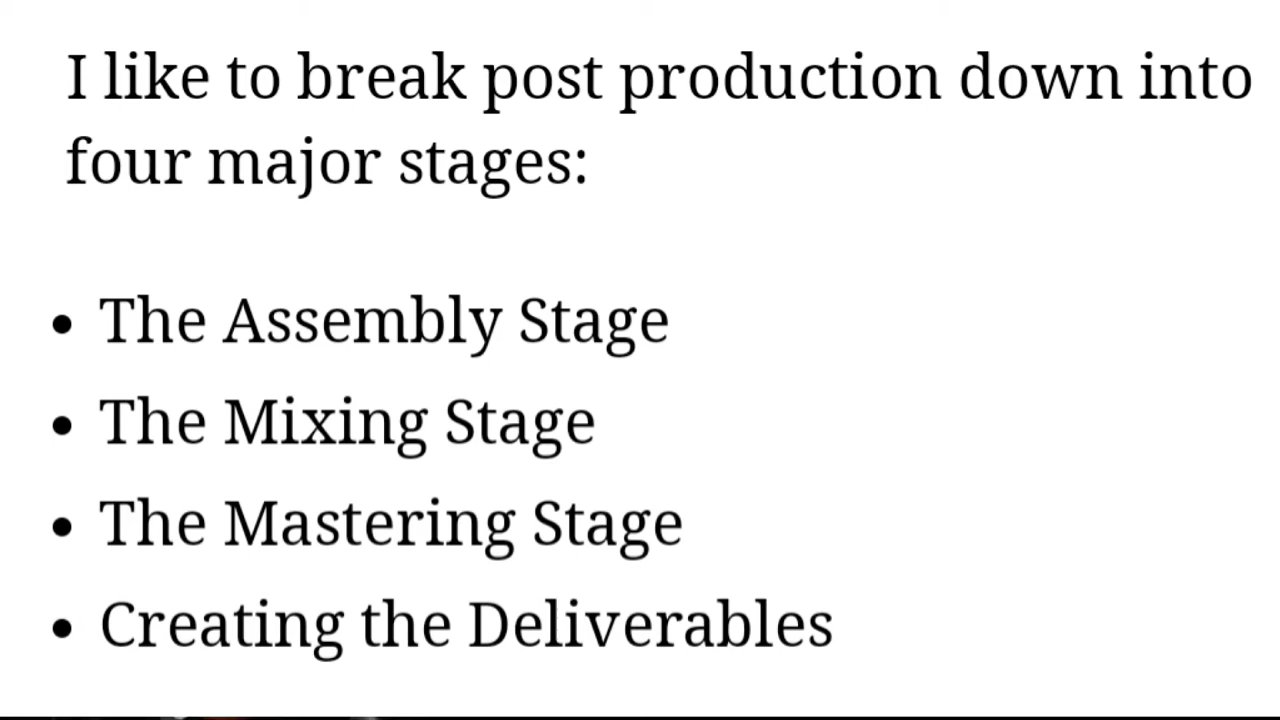 I like to break post production down into
four major stages:
• The Assembly Stage
• The Mixing Stage
• The Mastering Stage
• Creating the Deliverables